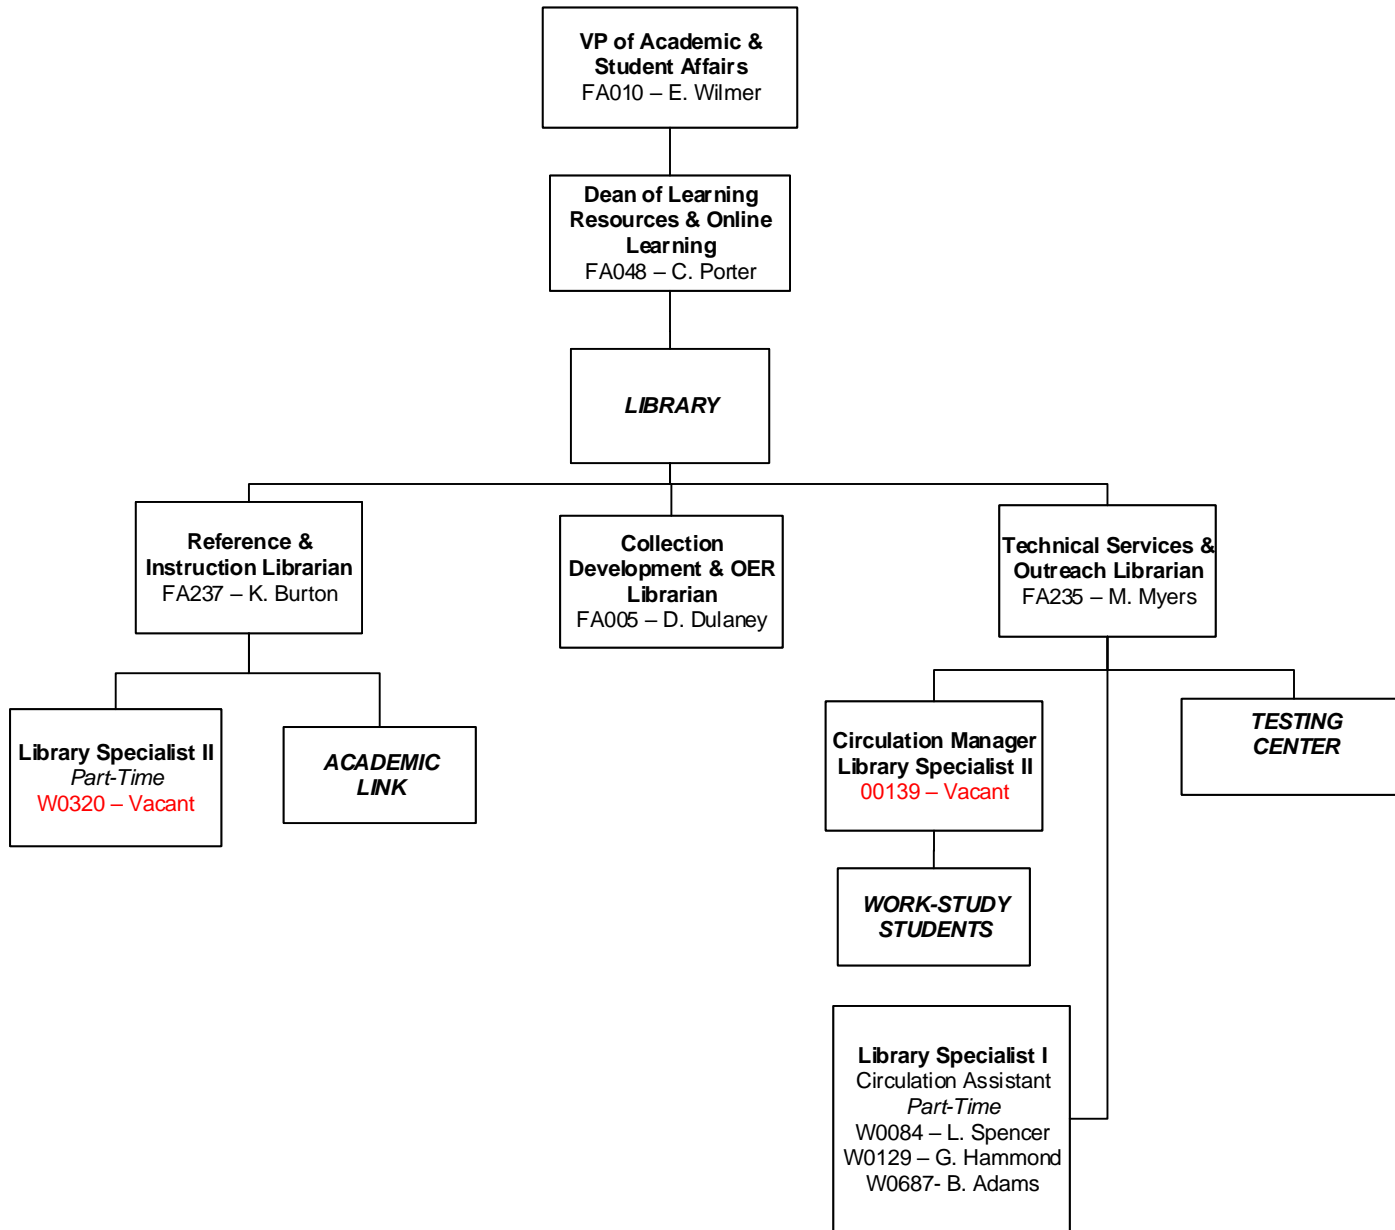 VP of Academic &
Student Affairs
FA010 – E. Wilmer
Dean of Learning
Resources & Online
Learning
FA048 – C. Porter
LIBRARY
Reference &
Instruction Librarian
FA237 – K. Burton
Collection
Development & OER
Librarian
FA005 – D. Dulaney
Technical Services &
Outreach Librarian
FA235 – M. Myers
Library Specialist II
Part-Time
W0320 – Vacant
ACADEMIC
LINK
Circulation Manager
Library Specialist II
00139 – Vacant
TESTING
CENTER
WORK-STUDY
STUDENTS
Library Specialist I
Circulation Assistant
Part-Time
W0084 – L. Spencer
W0129 – G. Hammond
W0687- B. Adams